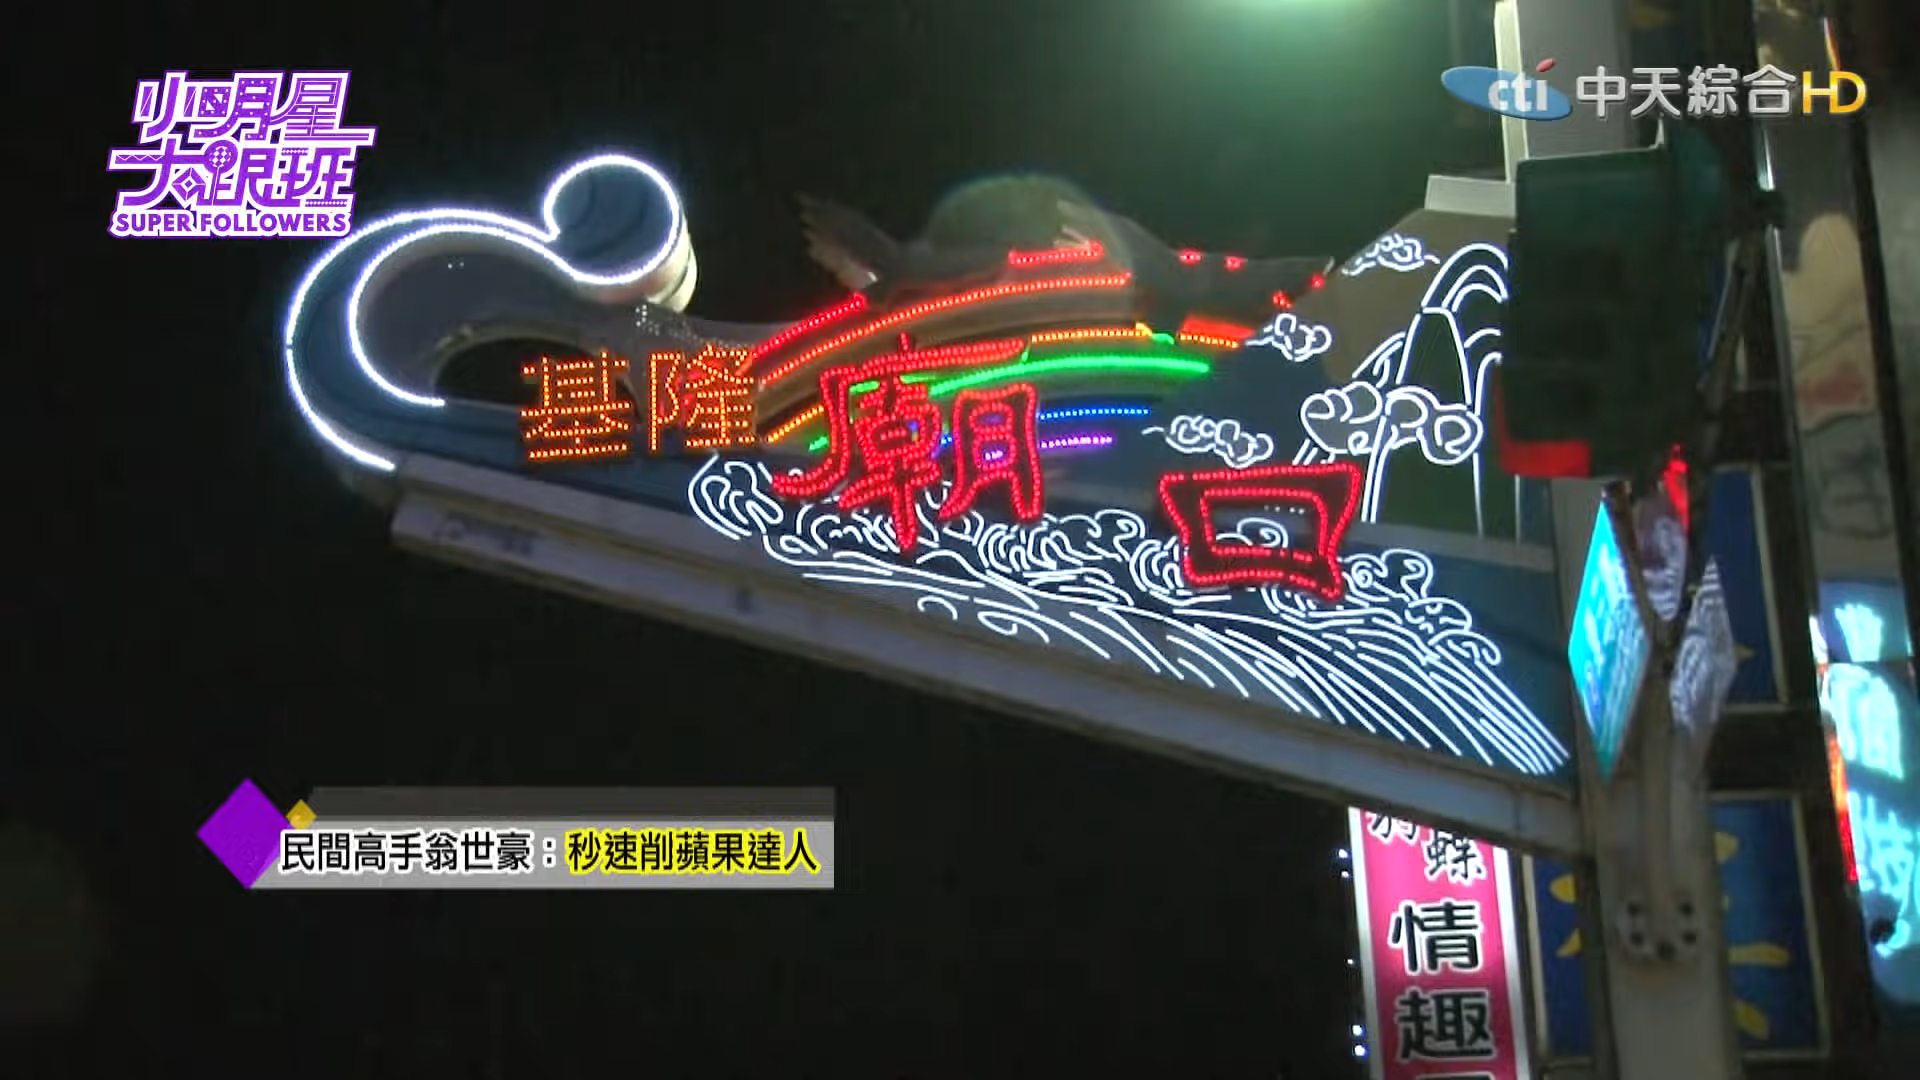 小明星
大跟班
SUPER FOLLOWERS
cti 中天綜合HD
基隆
廟口
民間高手翁世豪：秒速削蘋果達人
蝶
情
趣